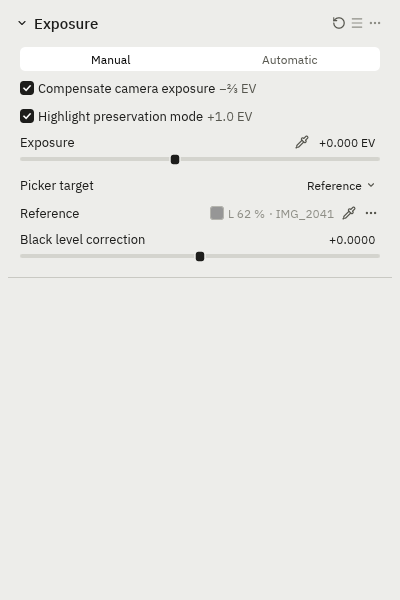 Exposure
Manual Automatic
Compensate camera exposure −⅔ EV
Highlight preservation mode +1.0 EV
Exposure +0.000 EV
Picker target Reference
Reference L 62 % · IMG_2041
Black level correction +0.0000